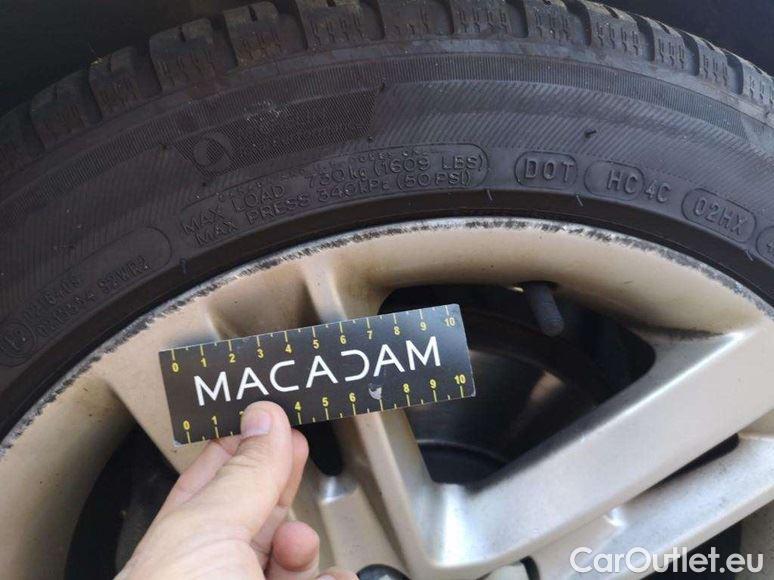 MAX LOAD 730kg (1609 LBS)
MAX PRESS 340kPa (50 PSI)
DOT HC4C 02HX
0 1 2 3 4 5 6 7 8 9 10
MACADAM
0 1 2 4 5 6 7 8 9 10
CarOutlet.eu